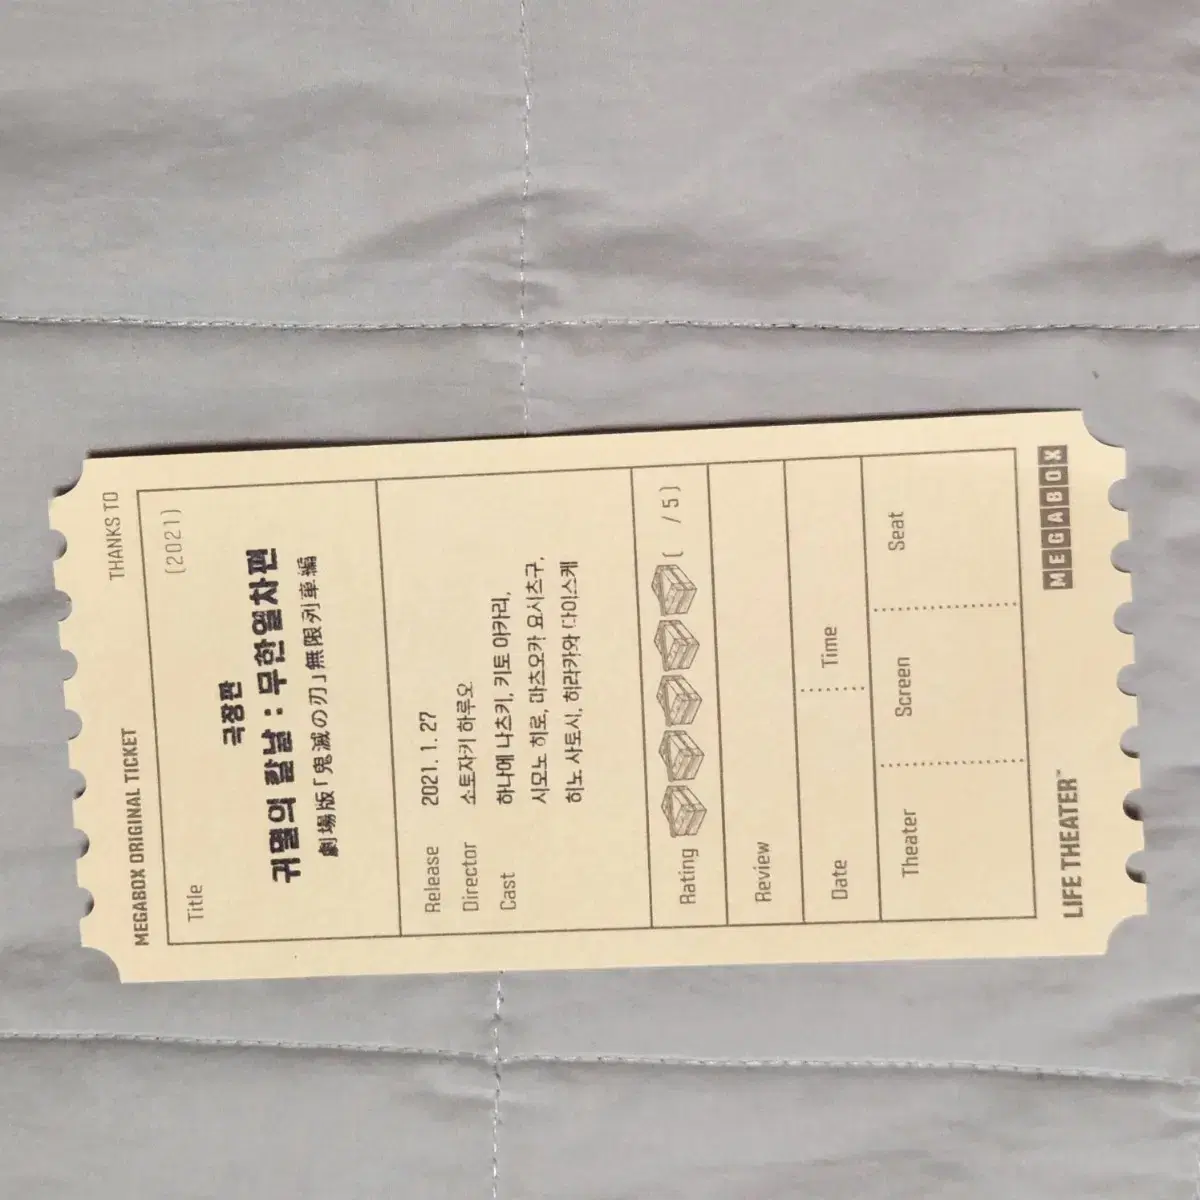 MEGABOX ORIGINAL TICKET THANKS TO
Title (2021)
극장판
귀멸의 칼날 : 무한열차편
劇場版「鬼滅の刃」無限列車編
Release 2021. 1. 27
Director 소토자키 하루오
Cast 하나에 나츠키, 키토 아카리,
시모노 히로, 마츠오카 요시츠구,
히노 사토시, 히라카와 다이스케
Rating ( / 5)
Review
Date Time
Theater Screen Seat
LIFE THEATER™ MEGABOX